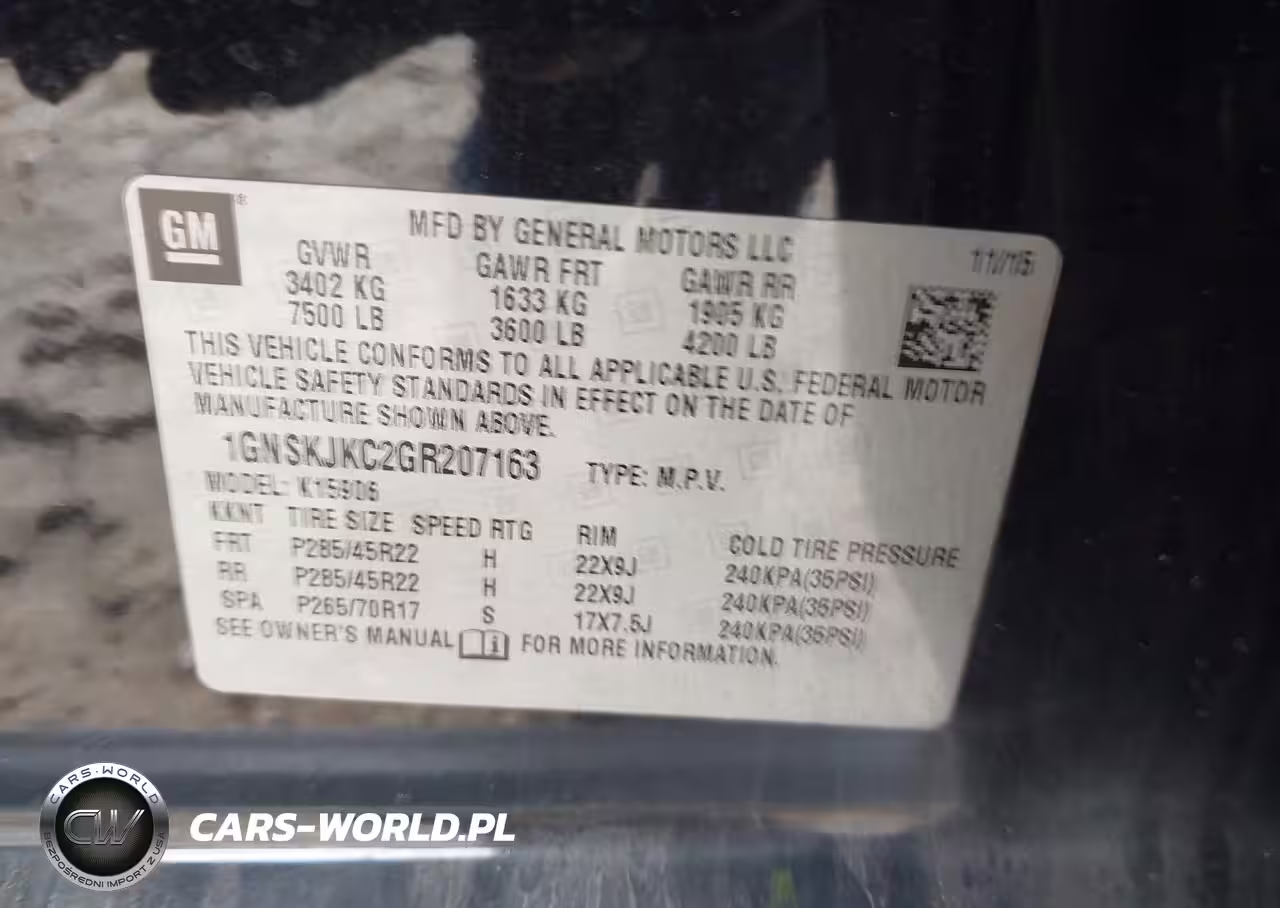 GM
MFD BY GENERAL MOTORS LLC
11/15
GVWR GAWR FRT GAWR RR
3402 KG 1633 KG 1905 KG
7500 LB 3600 LB 4200 LB
THIS VEHICLE CONFORMS TO ALL APPLICABLE U.S. FEDERAL MOTOR
VEHICLE SAFETY STANDARDS IN EFFECT ON THE DATE OF
MANUFACTURE SHOWN ABOVE.
1GNSKJKC2GR207163 TYPE: M.P.V.
MODEL: K15906
KKNT TIRE SIZE SPEED RTG RIM COLD TIRE PRESSURE
FRT P285/45R22 H 22X9J 240KPA(35PSI)
RR P285/45R22 H 22X9J 240KPA(35PSI)
SPA P265/70R17 S 17X7.5J 240KPA(35PSI)
SEE OWNER'S MANUAL FOR MORE INFORMATION.
CARS-WORLD
CW
BEZPOŚREDNI IMPORT Z USA
CARS-WORLD.PL